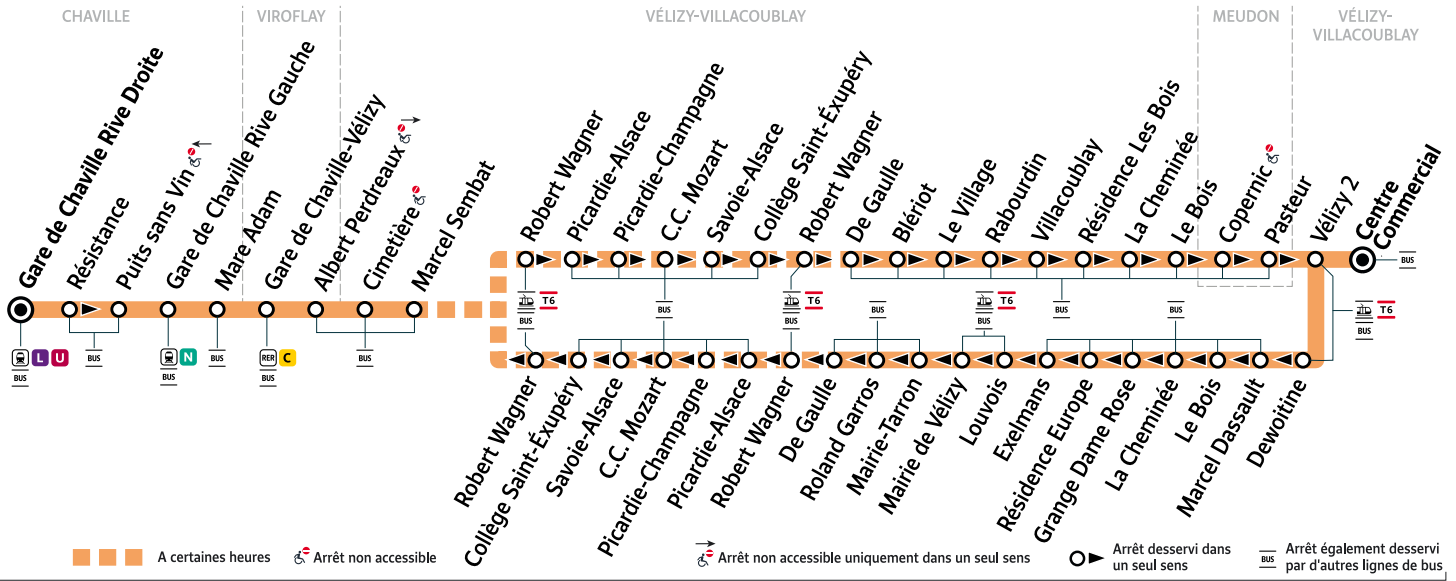 CHAVILLE
VIROFLAY
VÉLIZY-VILLACOUBLAY
MEUDON
VÉLIZY-
VILLACOUBLAY
Gare de Chaville Rive Droite
Résistance
Puits sans Vin
Gare de Chaville Rive Gauche
Mare Adam
Gare de Chaville-Vélizy
Albert Perdreaux
Cimetière
Marcel Sembat
Robert Wagner
Picardie-Alsace
Picardie-Champagne
C.C. Mozart
Savoie-Alsace
Collège Saint-Éxupéry
Robert Wagner
De Gaulle
Blériot
Le Village
Rabourdin
Villacoublay
Résidence Les Bois
La Cheminée
Le Bois
Copernic
Pasteur
Vélizy 2
Centre
Commercial
BUS
T6
BUS
BUS
T6
BUS
BUS
T6
BUS
BUS
BUS
T6
BUS
L U
BUS
BUS
N
BUS
BUS
RER C
BUS
BUS
Robert Wagner
Collège Saint-Éxupéry
Savoie-Alsace
C.C. Mozart
Picardie-Champagne
Picardie-Alsace
Robert Wagner
De Gaulle
Roland Garros
Mairie-Tarron
Mairie de Vélizy
Louvois
Exelmans
Résidence Europe
Grange Dame Rose
La Cheminée
Le Bois
Marcel Dassault
Dewoitine
A certaines heures
Arrêt non accessible
Arrêt non accessible uniquement dans un seul sens
Arrêt desservi dans
un seul sens
BUS
Arrêt également desservi
par d'autres lignes de bus